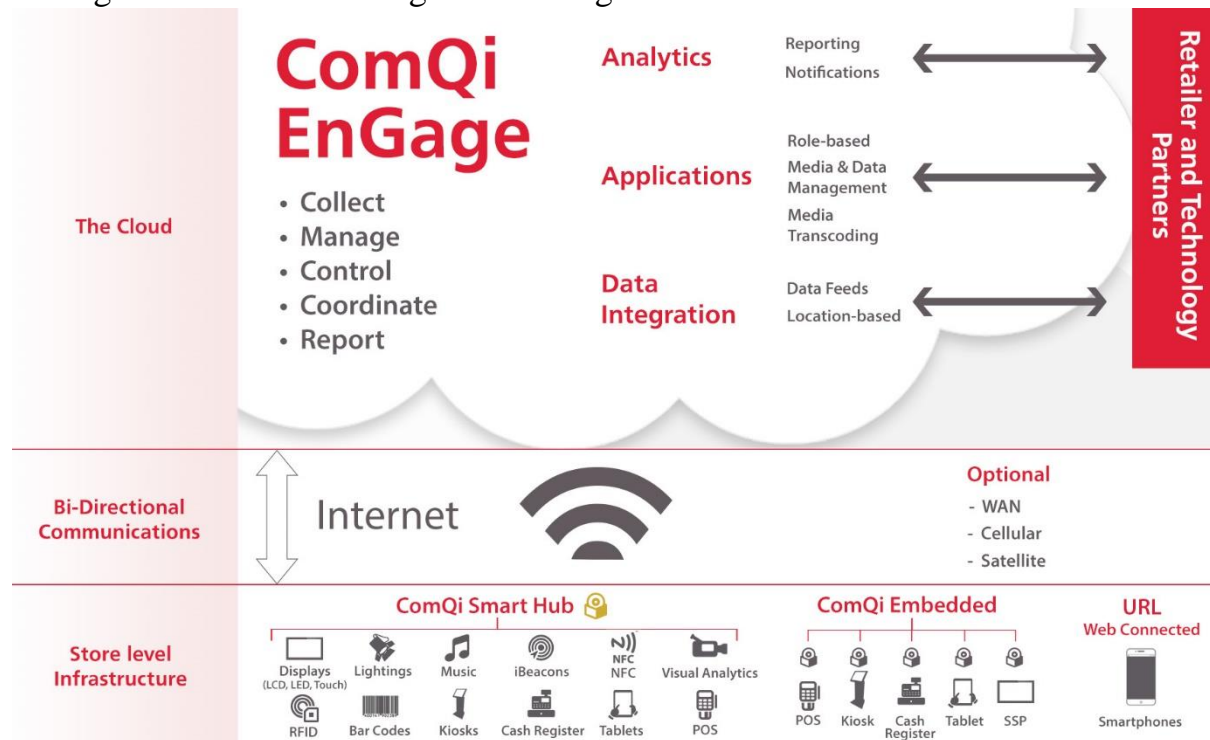 ComQi
EnGage
• Collect
• Manage
• Control
• Coordinate
• Report
Analytics
Reporting
Notifications
Applications
Role-based
Media & Data
Management
Media
Transcoding
Data
Integration
Data Feeds
Location-based
Retailer and Technology
Partners
The Cloud
Bi-Directional
Communications
Internet
Optional
- WAN
- Cellular
- Satellite
Store level
Infrastructure
ComQi Smart Hub
Displays
(LCD, LED, Touch)
Lightings
Music
iBeacons
NFC
NFC
Visual Analytics
RFID
Bar Codes
Kiosks
Cash Register
Tablets
POS
ComQi Embedded
POS
Kiosk
Cash
Register
Tablet
SSP
URL
Web Connected
Smartphones